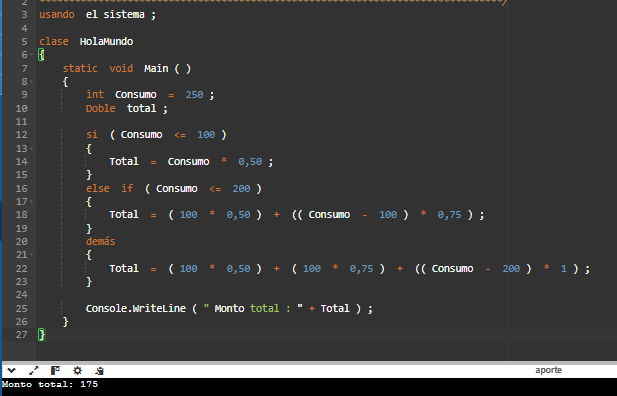 2 *******************************************************************************/
3 usando el sistema ;
4
5 clase HolaMundo
6 {
7 static void Main ( )
8 {
9 int Consumo = 250 ;
10 Doble total ;
11
12 si ( Consumo <= 100 )
13 {
14 Total = Consumo * 0,50 ;
15 }
16 else if ( Consumo <= 200 )
17 {
18 Total = ( 100 * 0,50 ) + (( Consumo - 100 ) * 0,75 ) ;
19 }
20 demás
21 {
22 Total = ( 100 * 0,50 ) + ( 100 * 0,75 ) + (( Consumo - 200 ) * 1 ) ;
23 }
24
25 Console.WriteLine ( " Monto total : " + Total ) ;
26 }
27 }
aporte
Monto total: 175